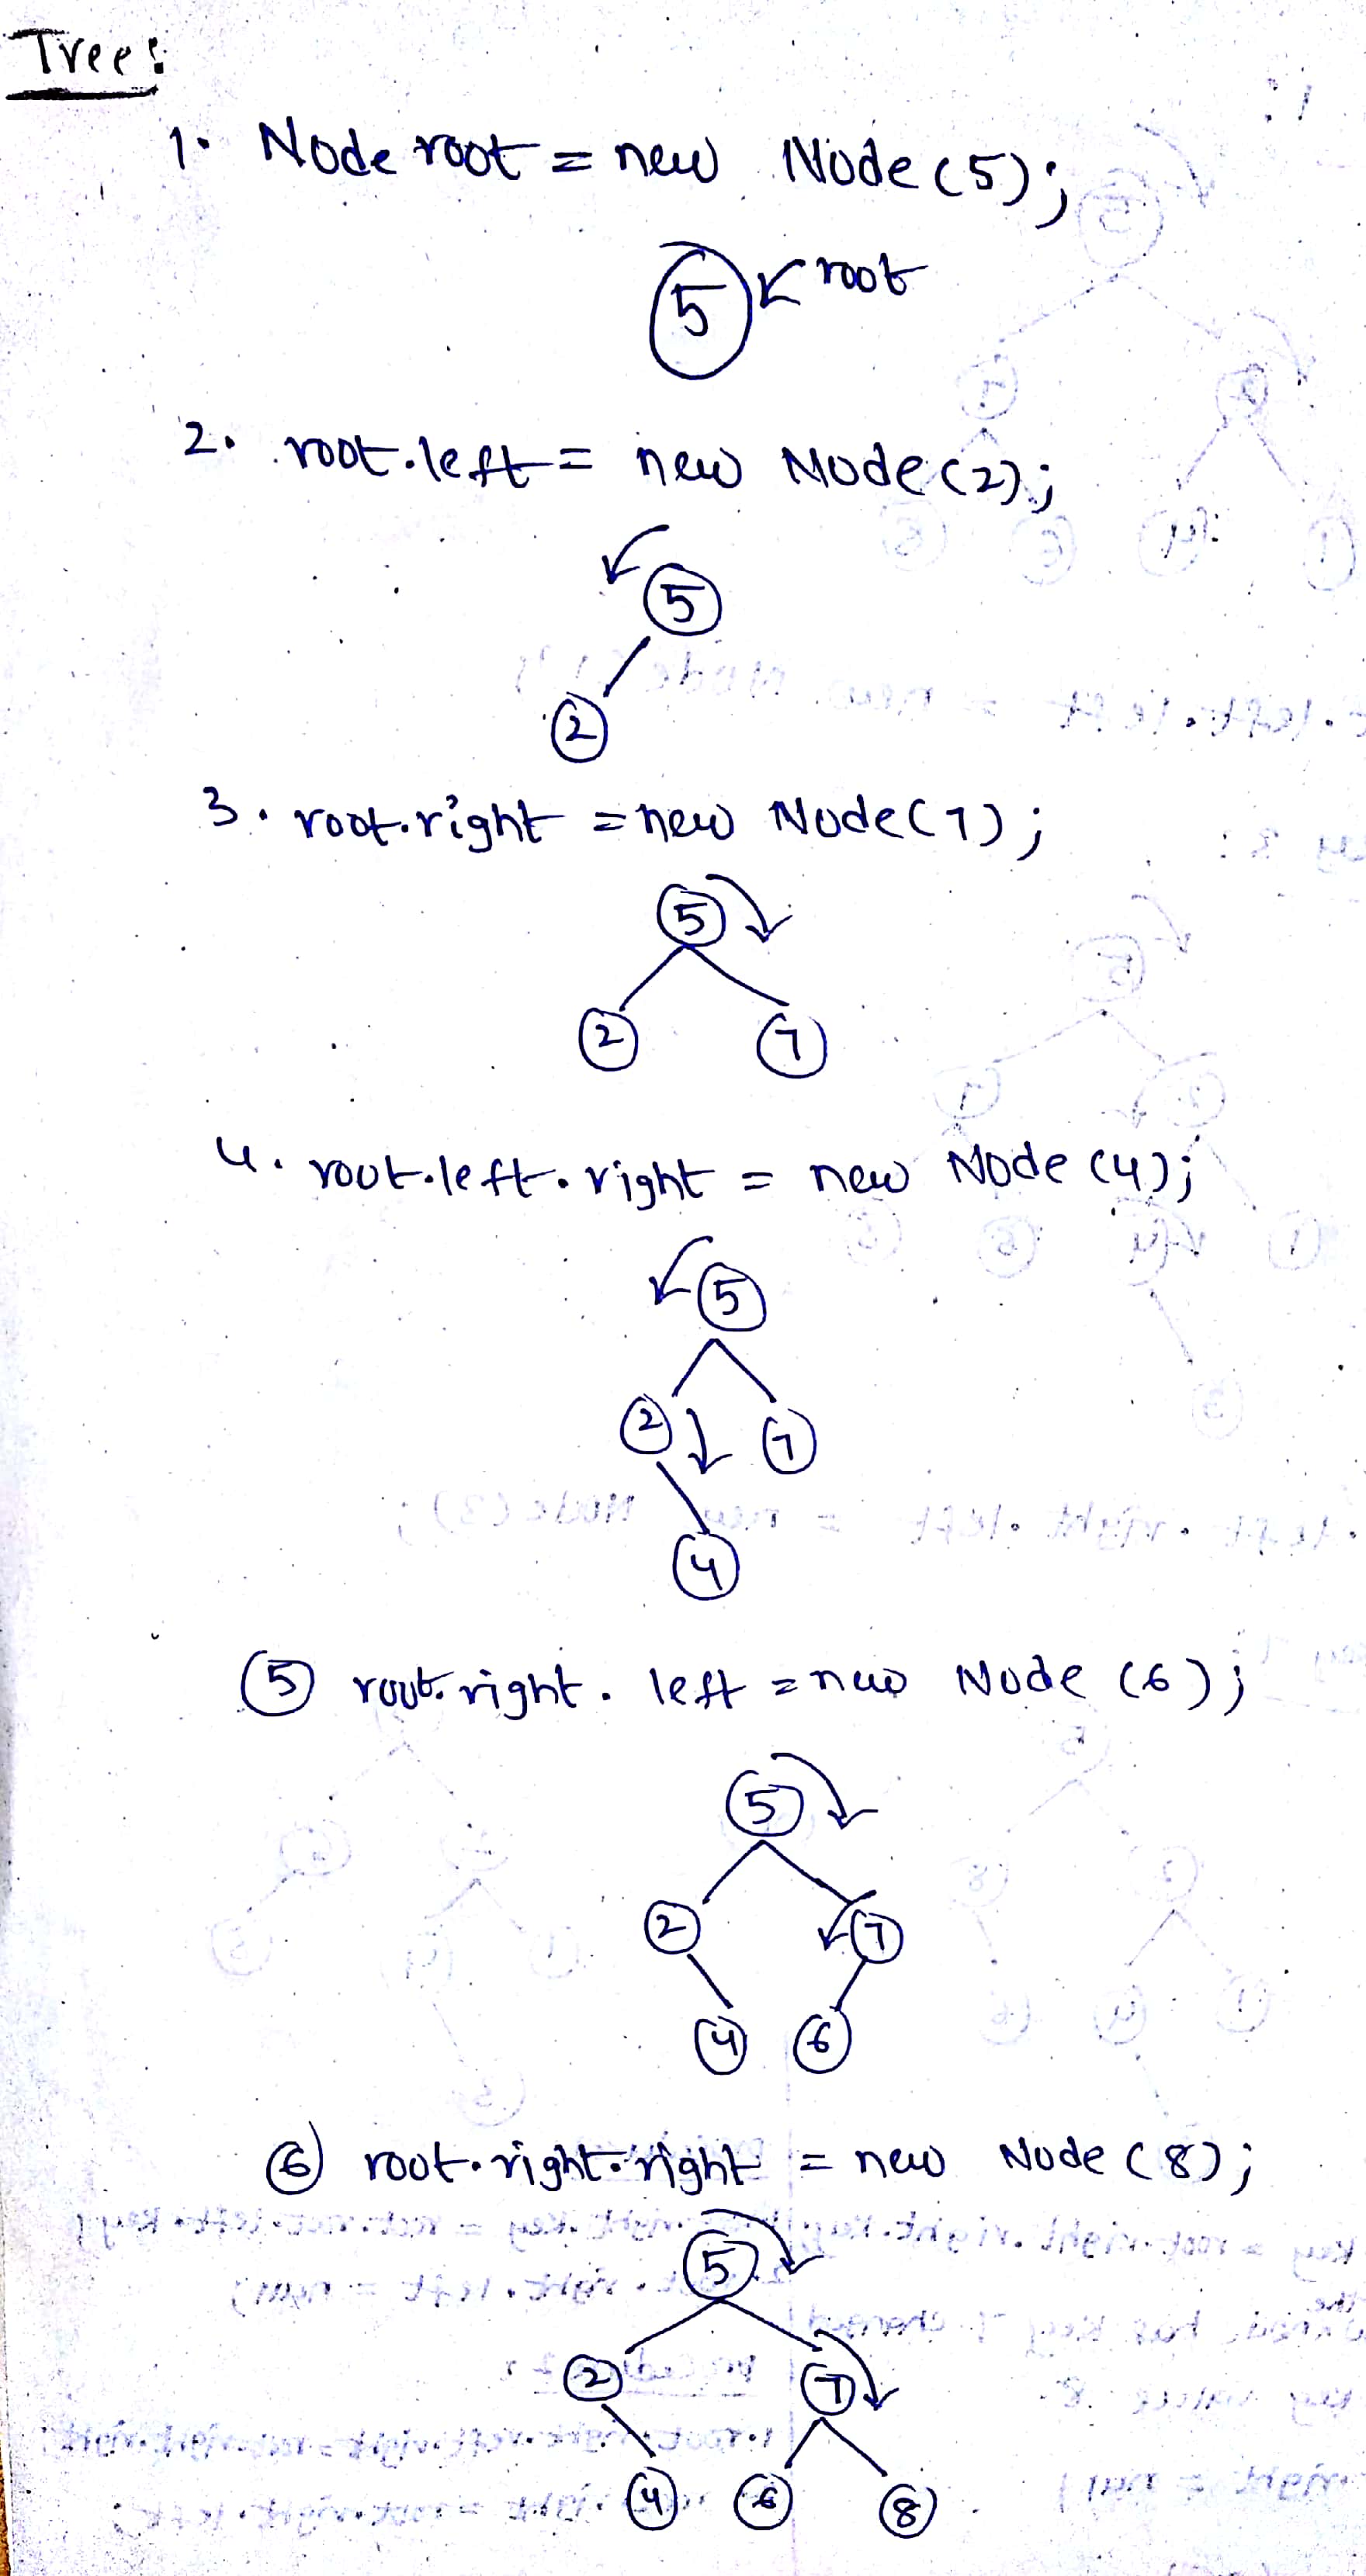 Tree:
1. Node root = new Node (5);
5 root
2. root.left = new Node (2);
5
2
3. root.right = new Node (7);
5
2 7
4. root.left.right = new Node (4);
5
2 7
4
5 root.right. left = new Node (6);
5
2 7
4 6
6 root.right.right = new Node (8);
5
2 7
4 6 8